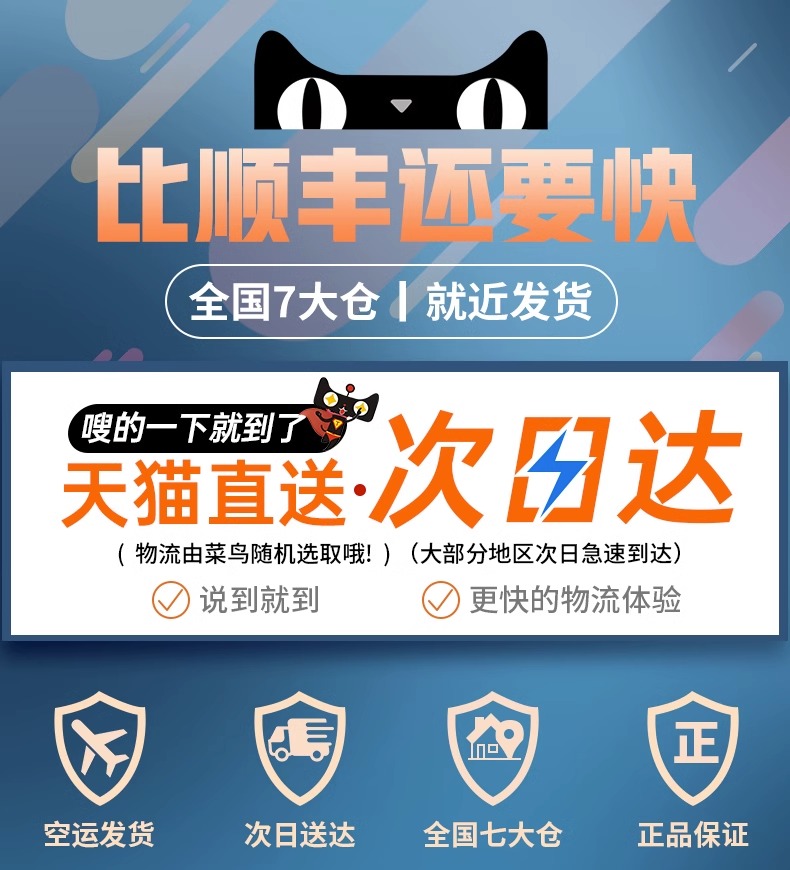 比顺丰还要快
全国7大仓 | 就近发货
嗖的一下就到了
天猫直送·次日达
( 物流由菜鸟随机选取哦! ) (大部分地区次日急速到达)
说到就到 更快的物流体验
正
空运发货 次日送达 全国七大仓 正品保证